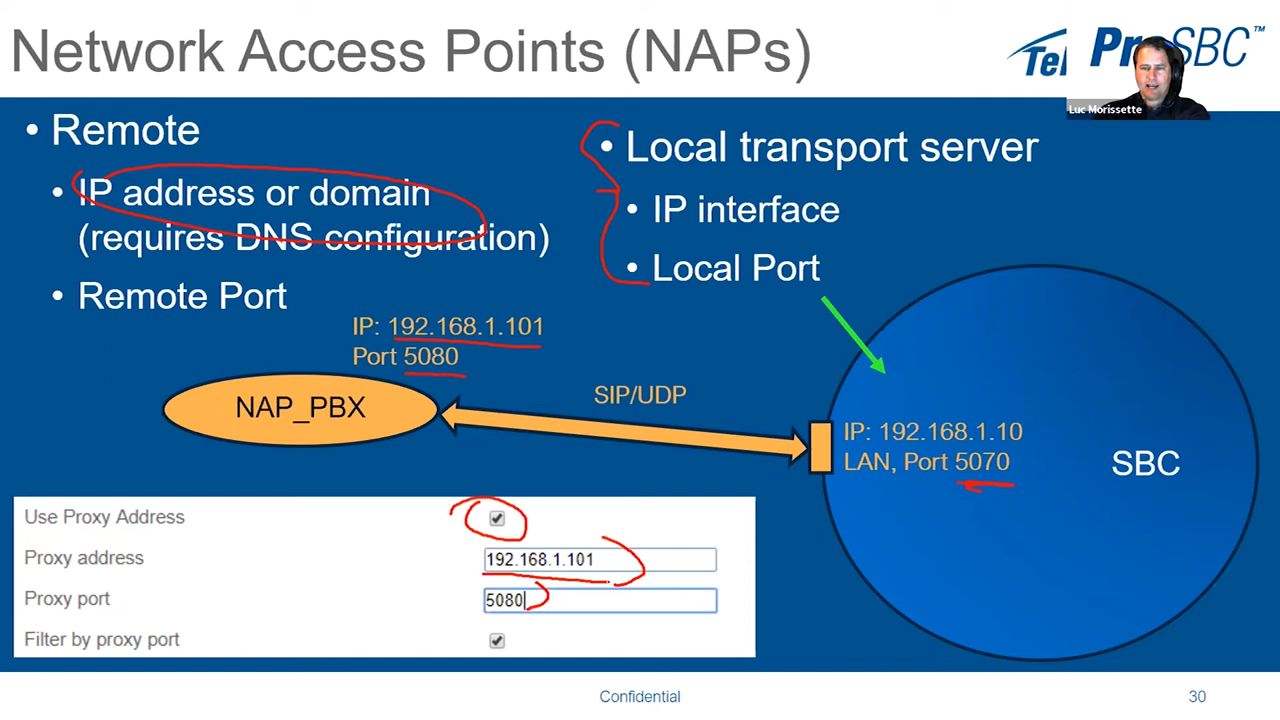 Network Access Points (NAPs)
ProSBC™
Luc Morissette
• Remote
• IP address or domain
(requires DNS configuration)
• Remote Port
• Local transport server
• IP interface
• Local Port
IP: 192.168.1.101
Port 5080
NAP_PBX
SIP/UDP
IP: 192.168.1.10
LAN, Port 5070
SBC
Use Proxy Address
Proxy address 192.168.1.101
Proxy port 5080
Filter by proxy port
Confidential
30